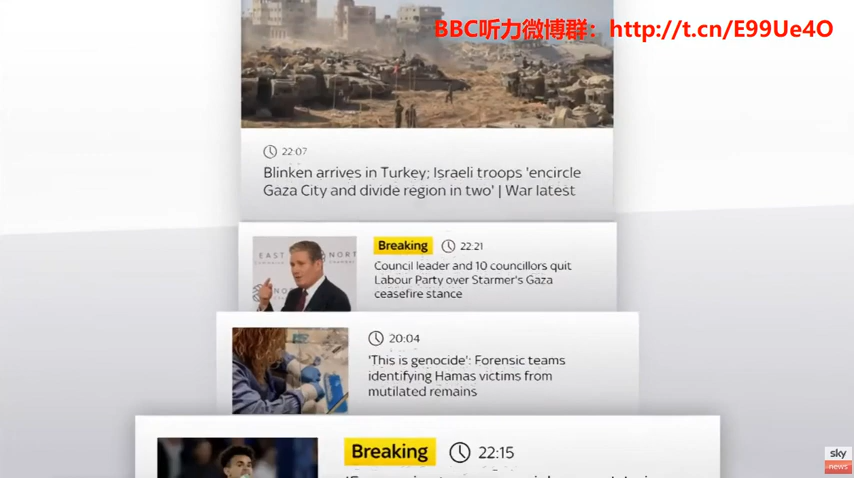 BBC听力微博群：http://t.cn/E99Ue4O
22:07
Blinken arrives in Turkey; Israeli troops 'encircle
Gaza City and divide region in two' | War latest
EAST
NORT
Breaking 22:21
Council leader and 10 councillors quit
Labour Party over Starmer's Gaza
ceasefire stance
20:04
'This is genocide': Forensic teams
identifying Hamas victims from
mutilated remains
Breaking 22:15
sky
news